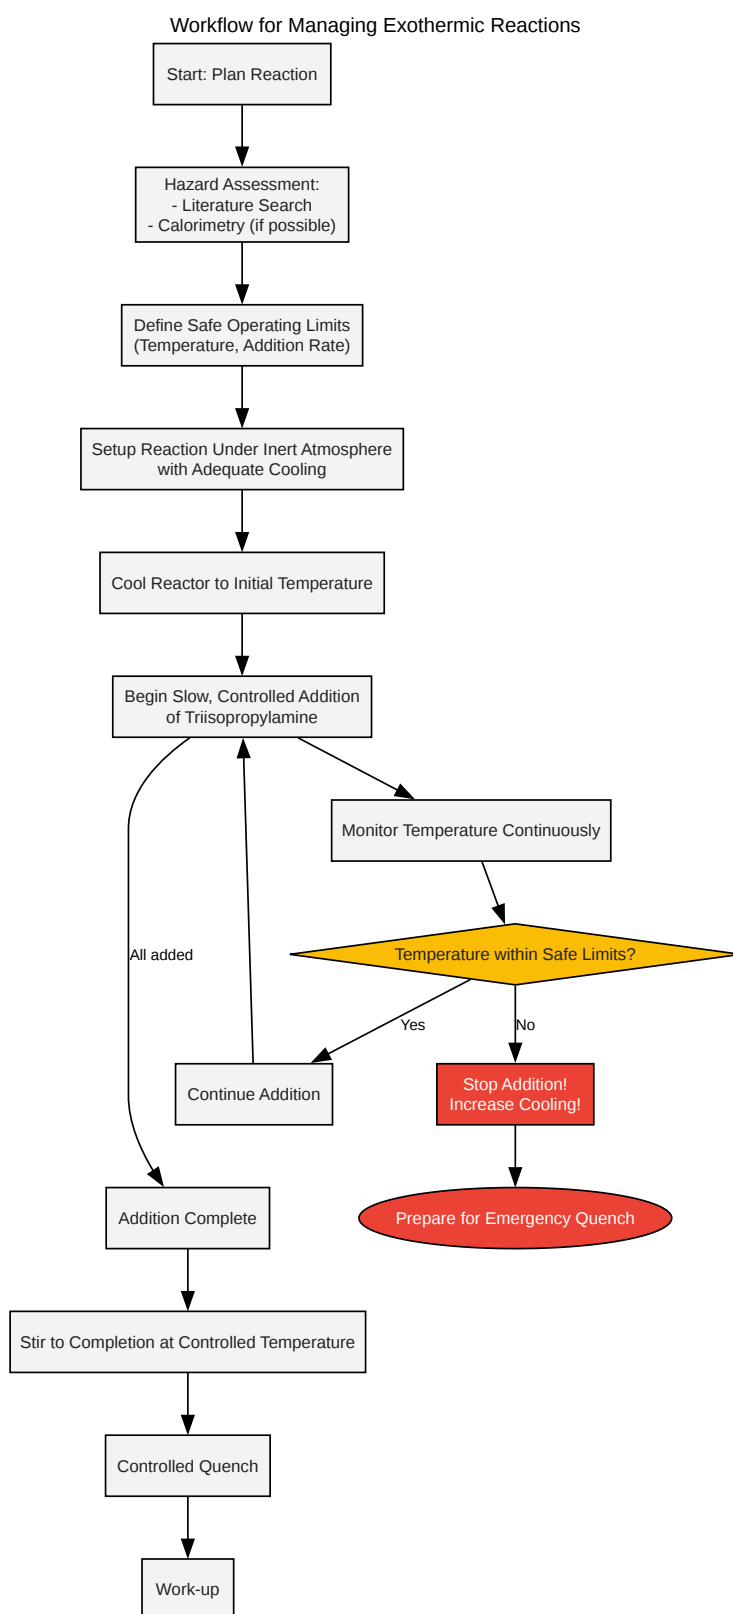 Workflow for Managing Exothermic Reactions
Start: Plan Reaction
Hazard Assessment:
- Literature Search
- Calorimetry (if possible)
Define Safe Operating Limits
(Temperature, Addition Rate)
Setup Reaction Under Inert Atmosphere
with Adequate Cooling
Cool Reactor to Initial Temperature
Begin Slow, Controlled Addition
of Triisopropylamine
Monitor Temperature Continuously
Temperature within Safe Limits?
All added
Yes
No
Continue Addition
Stop Addition!
Increase Cooling!
Addition Complete
Prepare for Emergency Quench
Stir to Completion at Controlled Temperature
Controlled Quench
Work-up